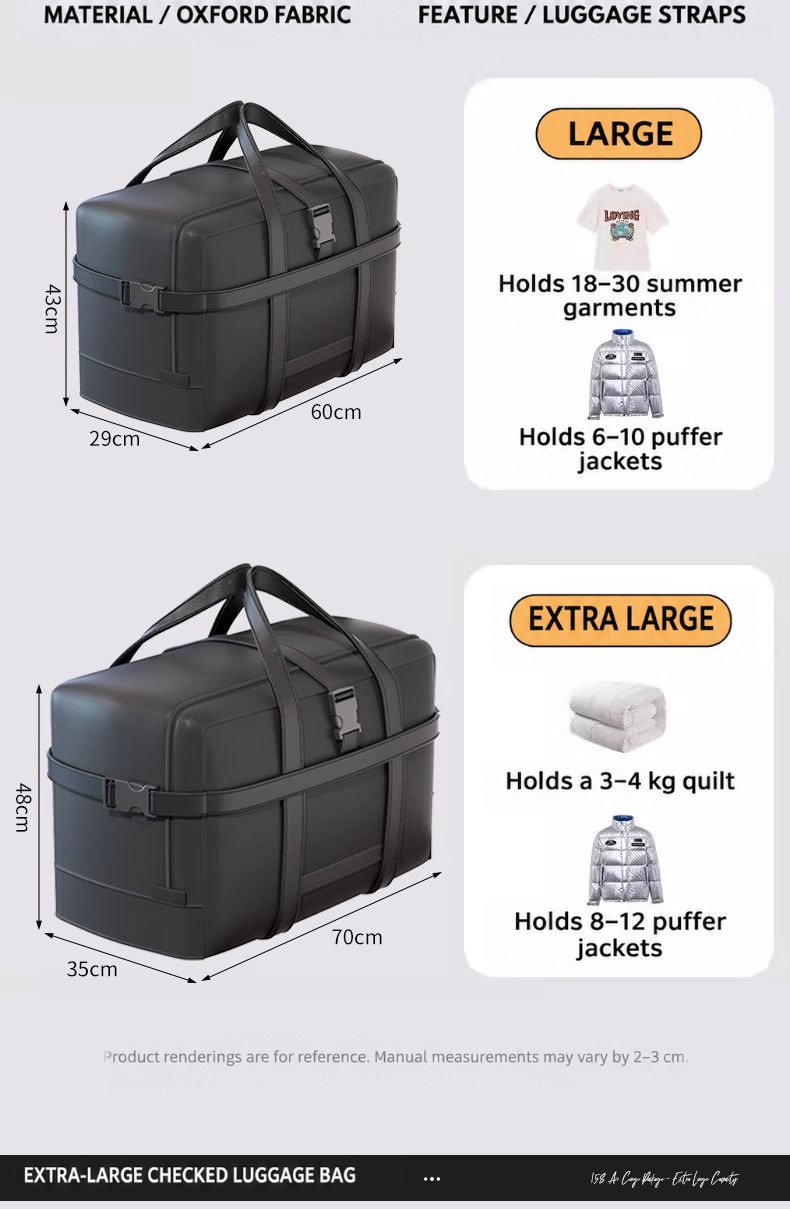 MATERIAL / OXFORD FABRIC
FEATURE / LUGGAGE STRAPS
LARGE
LOVING
Holds 18–30 summer
garments
Holds 6–10 puffer
jackets
43cm
29cm
60cm
EXTRA LARGE
Holds a 3–4 kg quilt
Holds 8–12 puffer
jackets
48cm
35cm
70cm
Product renderings are for reference. Manual measurements may vary by 2–3 cm.
EXTRA-LARGE CHECKED LUGGAGE BAG
...
158